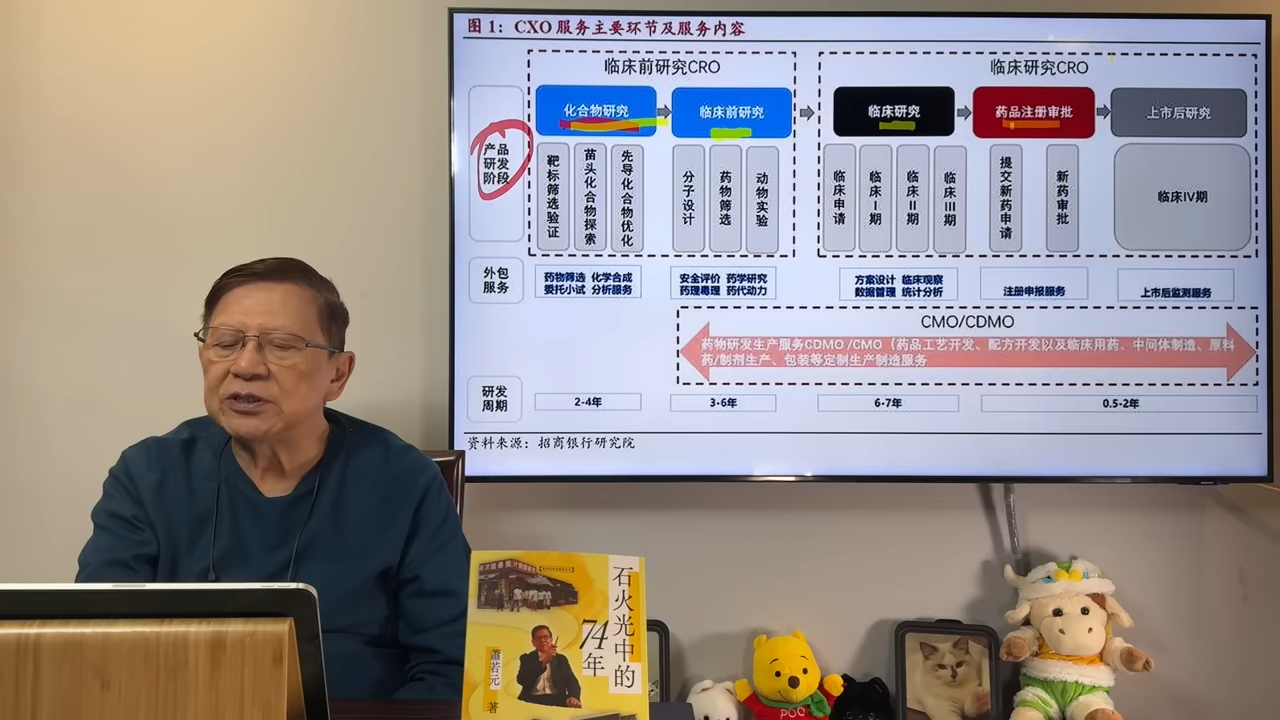 图 1：CXO 服务主要环节及服务内容
临床前研究CRO
临床研究CRO
化合物研究
临床前研究
临床研究
药品注册审批
上市后研究
产品
研发
阶段
靶标筛选验证
苗头化合物探索
先导化合物优化
分子设计
药物筛选
动物实验
临床申请
临床Ⅰ期
临床Ⅱ期
临床Ⅲ期
提交新药申请
新药审批
临床Ⅳ期
外包
服务
药物筛选 化学合成
委托小试 分析服务
安全评价 药学研究
药理毒理 药代动力
方案设计 临床观察
数据管理 统计分析
注册申报服务
上市后监测服务
CMO/CDMO
药物研发生产服务CDMO /CMO（药品工艺开发、配方开发以及临床用药、中间体制造、原料
药/制剂生产、包装等定制生产制造服务
研发
周期
2-4年
3-6年
6-7年
0.5-2年
资料来源：招商银行研究院
石火光中的
74年
蕭若元 著
POO